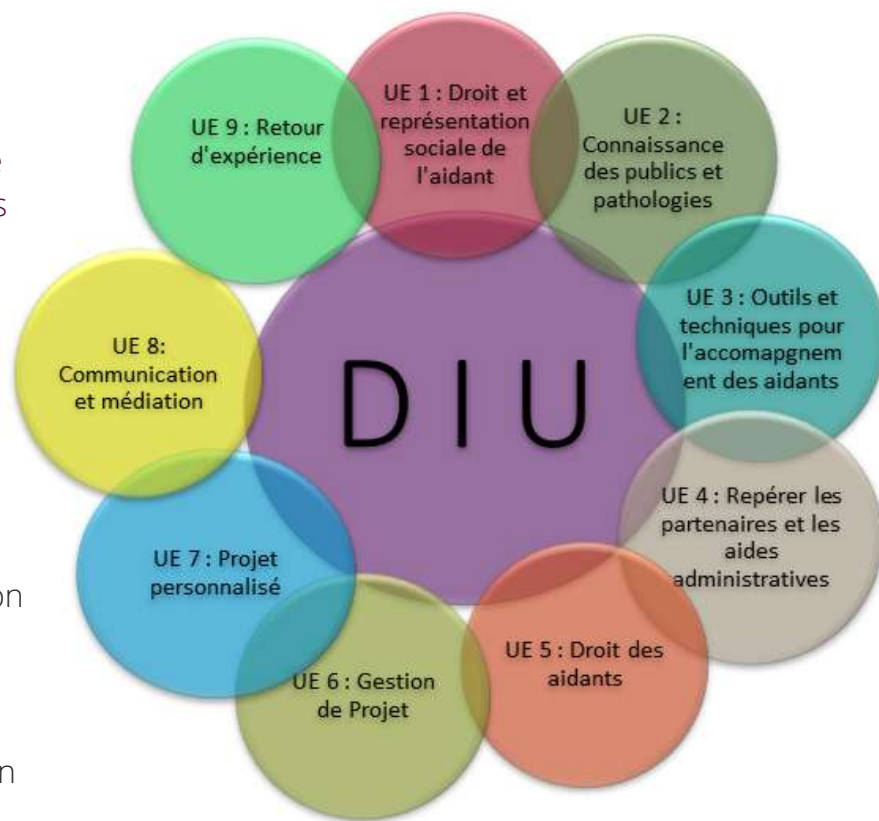 UE 1 : Droit et
représentation
sociale de
l'aidant
UE 2 :
Connaissance
des publics et
pathologies
UE 3 : Outils et
techniques pour
l'accomapgnem
ent des aidants
UE 4 : Repérer les
partenaires et les
aides
administratives
UE 5 : Droit des
aidants
UE 6 : Gestion
de Projet
UE 7 : Projet
personnalisé
UE 8:
Communication
et médiation
UE 9 : Retour
d'expérience
D I U